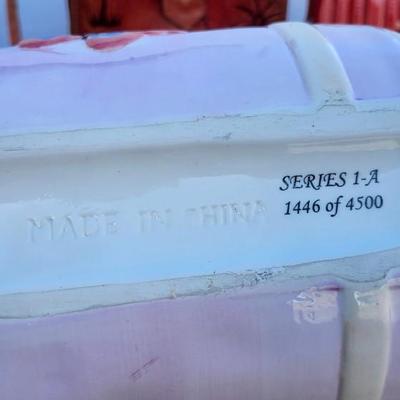 SERIES 1-A
1446 of 4500
MADE IN CHINA